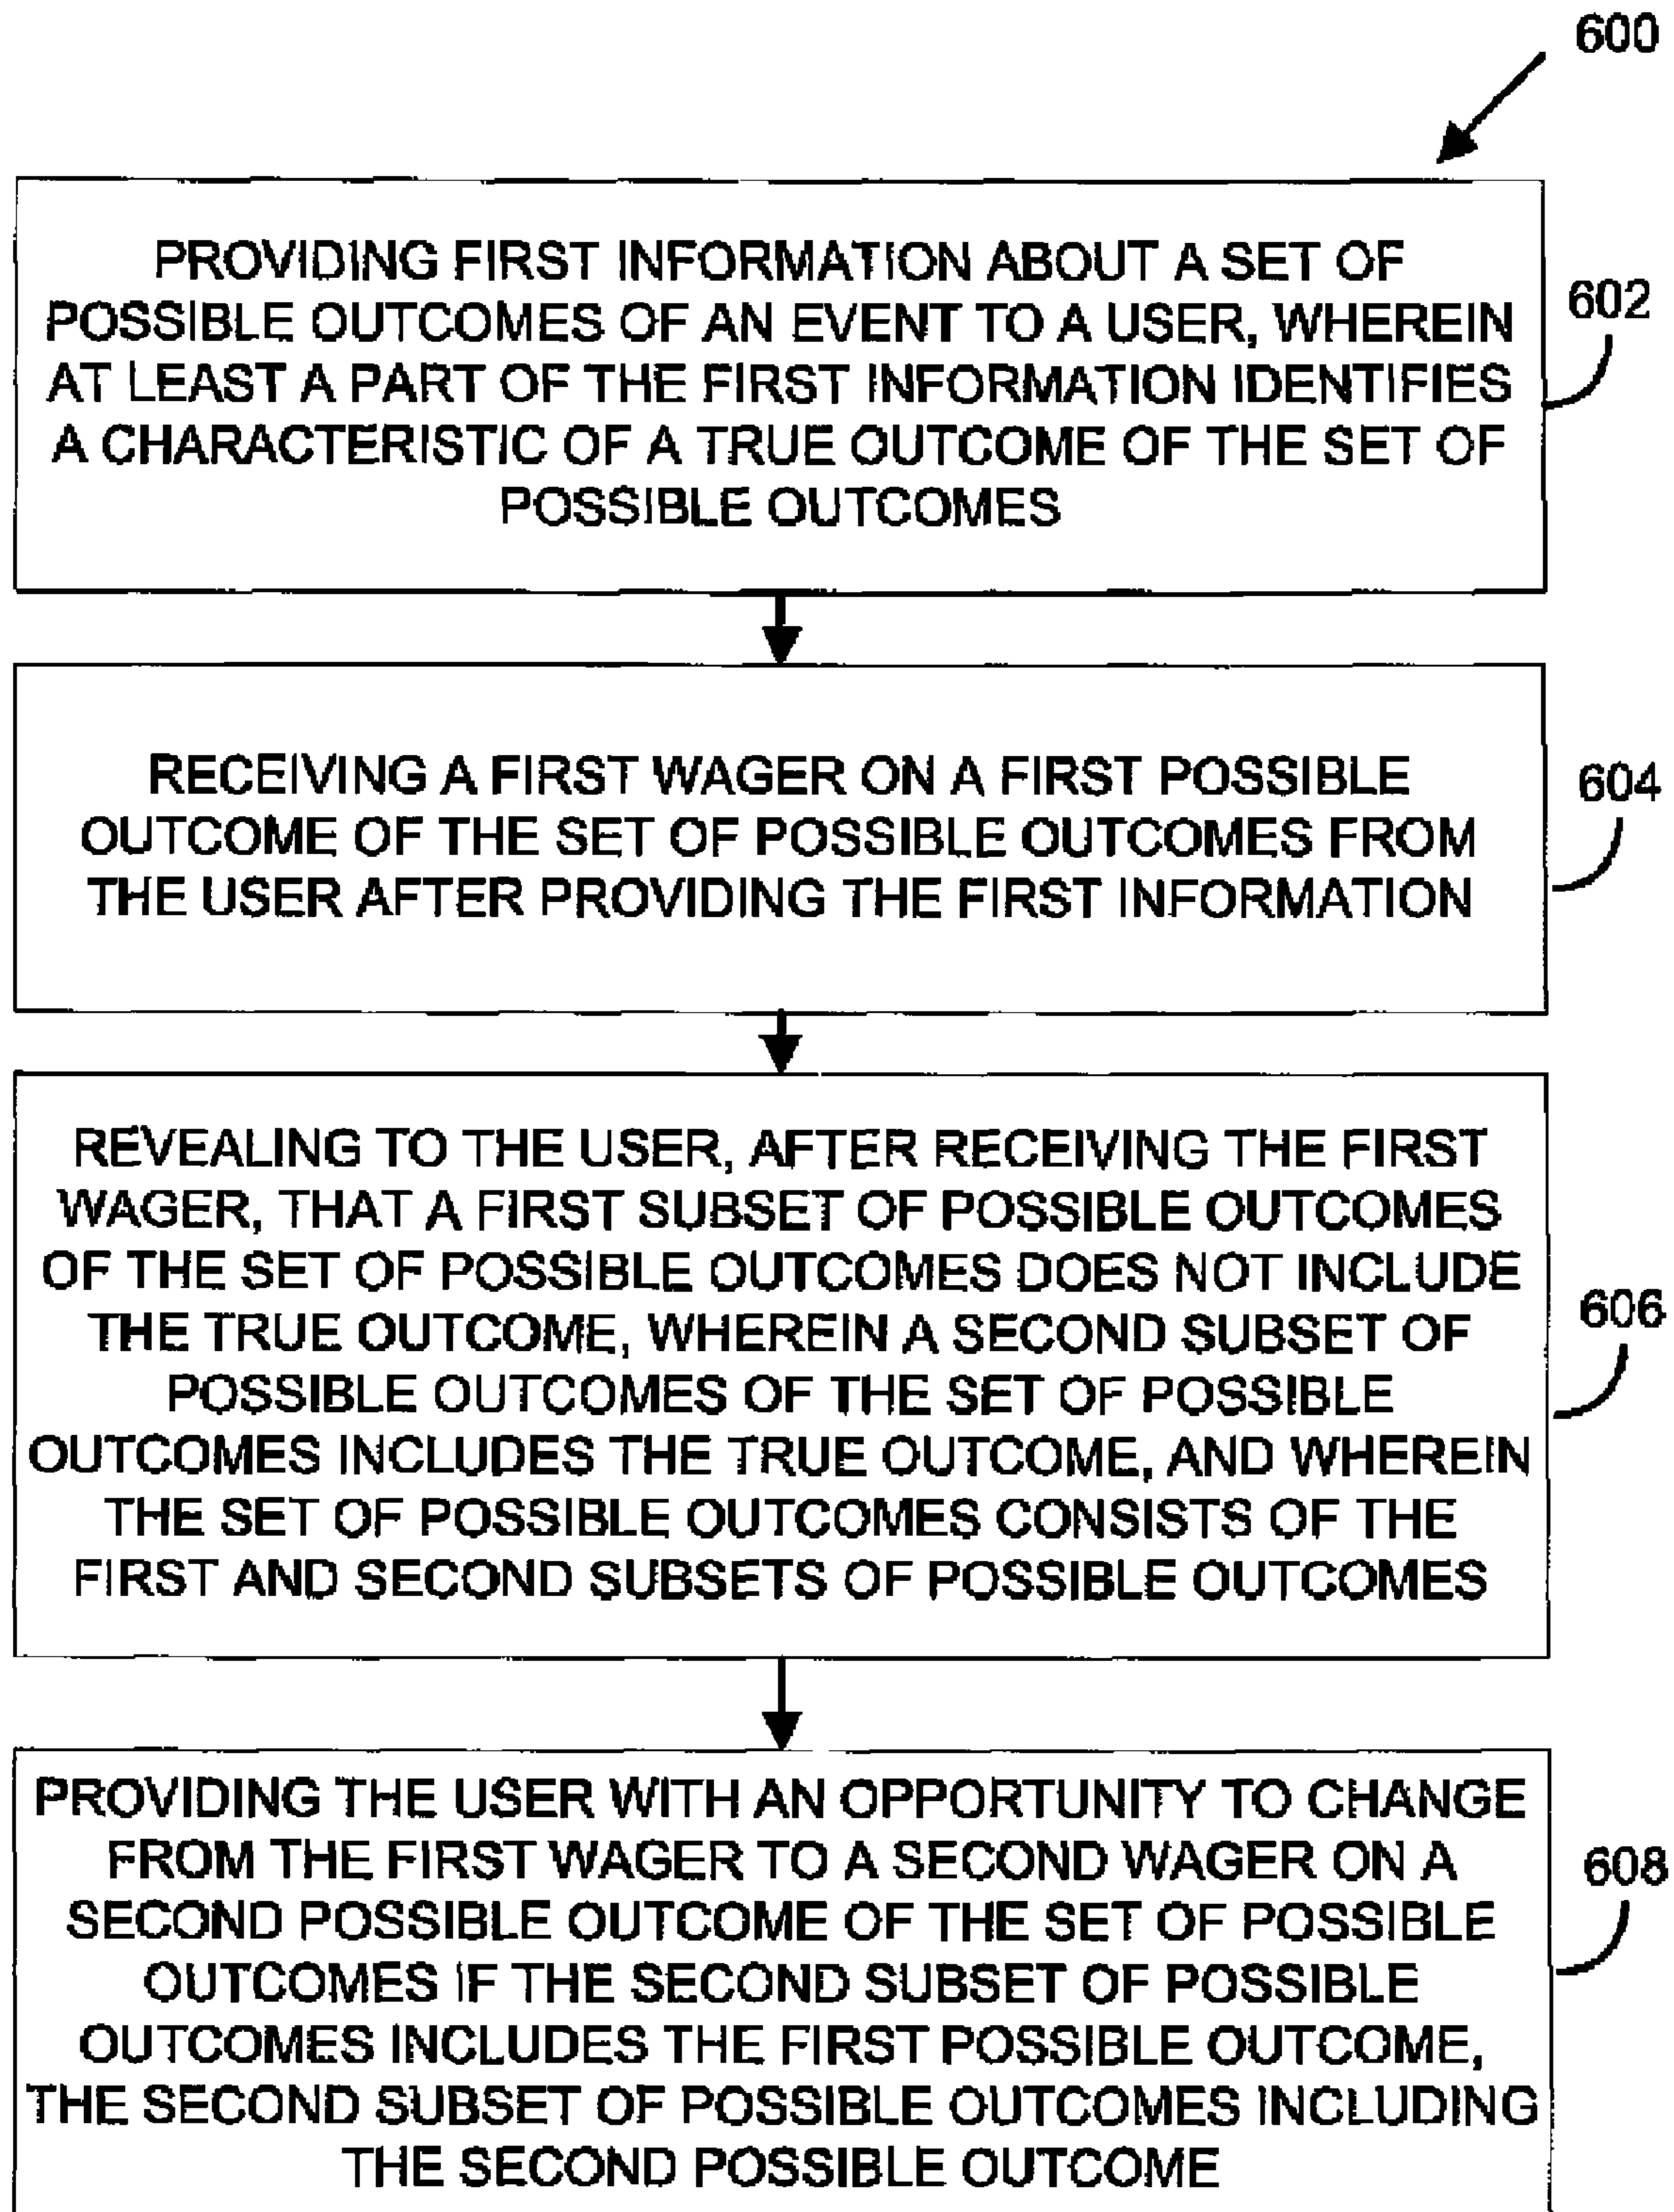 600
PROVIDING FIRST INFORMATION ABOUT A SET OF
POSSIBLE OUTCOMES OF AN EVENT TO A USER, WHEREIN
AT LEAST A PART OF THE FIRST INFORMATION IDENTIFIES
A CHARACTERISTIC OF A TRUE OUTCOME OF THE SET OF
POSSIBLE OUTCOMES
602
RECEIVING A FIRST WAGER ON A FIRST POSSIBLE
OUTCOME OF THE SET OF POSSIBLE OUTCOMES FROM
THE USER AFTER PROVIDING THE FIRST INFORMATION
604
REVEALING TO THE USER, AFTER RECEIVING THE FIRST
WAGER, THAT A FIRST SUBSET OF POSSIBLE OUTCOMES
OF THE SET OF POSSIBLE OUTCOMES DOES NOT INCLUDE
THE TRUE OUTCOME, WHEREIN A SECOND SUBSET OF
POSSIBLE OUTCOMES OF THE SET OF POSSIBLE
OUTCOMES INCLUDES THE TRUE OUTCOME, AND WHEREIN
THE SET OF POSSIBLE OUTCOMES CONSISTS OF THE
FIRST AND SECOND SUBSETS OF POSSIBLE OUTCOMES
606
PROVIDING THE USER WITH AN OPPORTUNITY TO CHANGE
FROM THE FIRST WAGER TO A SECOND WAGER ON A
SECOND POSSIBLE OUTCOME OF THE SET OF POSSIBLE
OUTCOMES IF THE SECOND SUBSET OF POSSIBLE
OUTCOMES INCLUDES THE FIRST POSSIBLE OUTCOME,
THE SECOND SUBSET OF POSSIBLE OUTCOMES INCLUDING
THE SECOND POSSIBLE OUTCOME
608